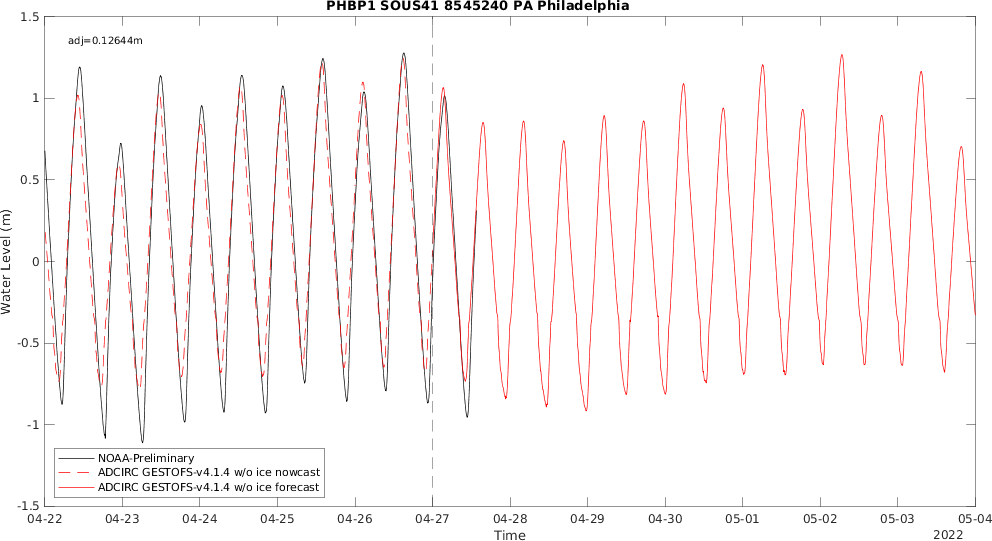 PHBP1 SOUS41 8545240 PA Philadelphia
adj=0.12644m
1.5
1
0.5
0
-0.5
-1
-1.5
Water Level (m)
NOAA-Preliminary
ADCIRC GESTOFS-v4.1.4 w/o ice nowcast
ADCIRC GESTOFS-v4.1.4 w/o ice forecast
04-22 04-23 04-24 04-25 04-26 04-27 04-28 04-29 04-30 05-01 05-02 05-03 05-04
Time
2022